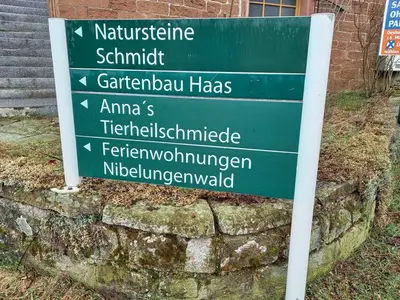 Natursteine
Schmidt
Gartenbau Haas
Anna´s
Tierheilschmiede
Ferienwohnungen
Nibelungenwald